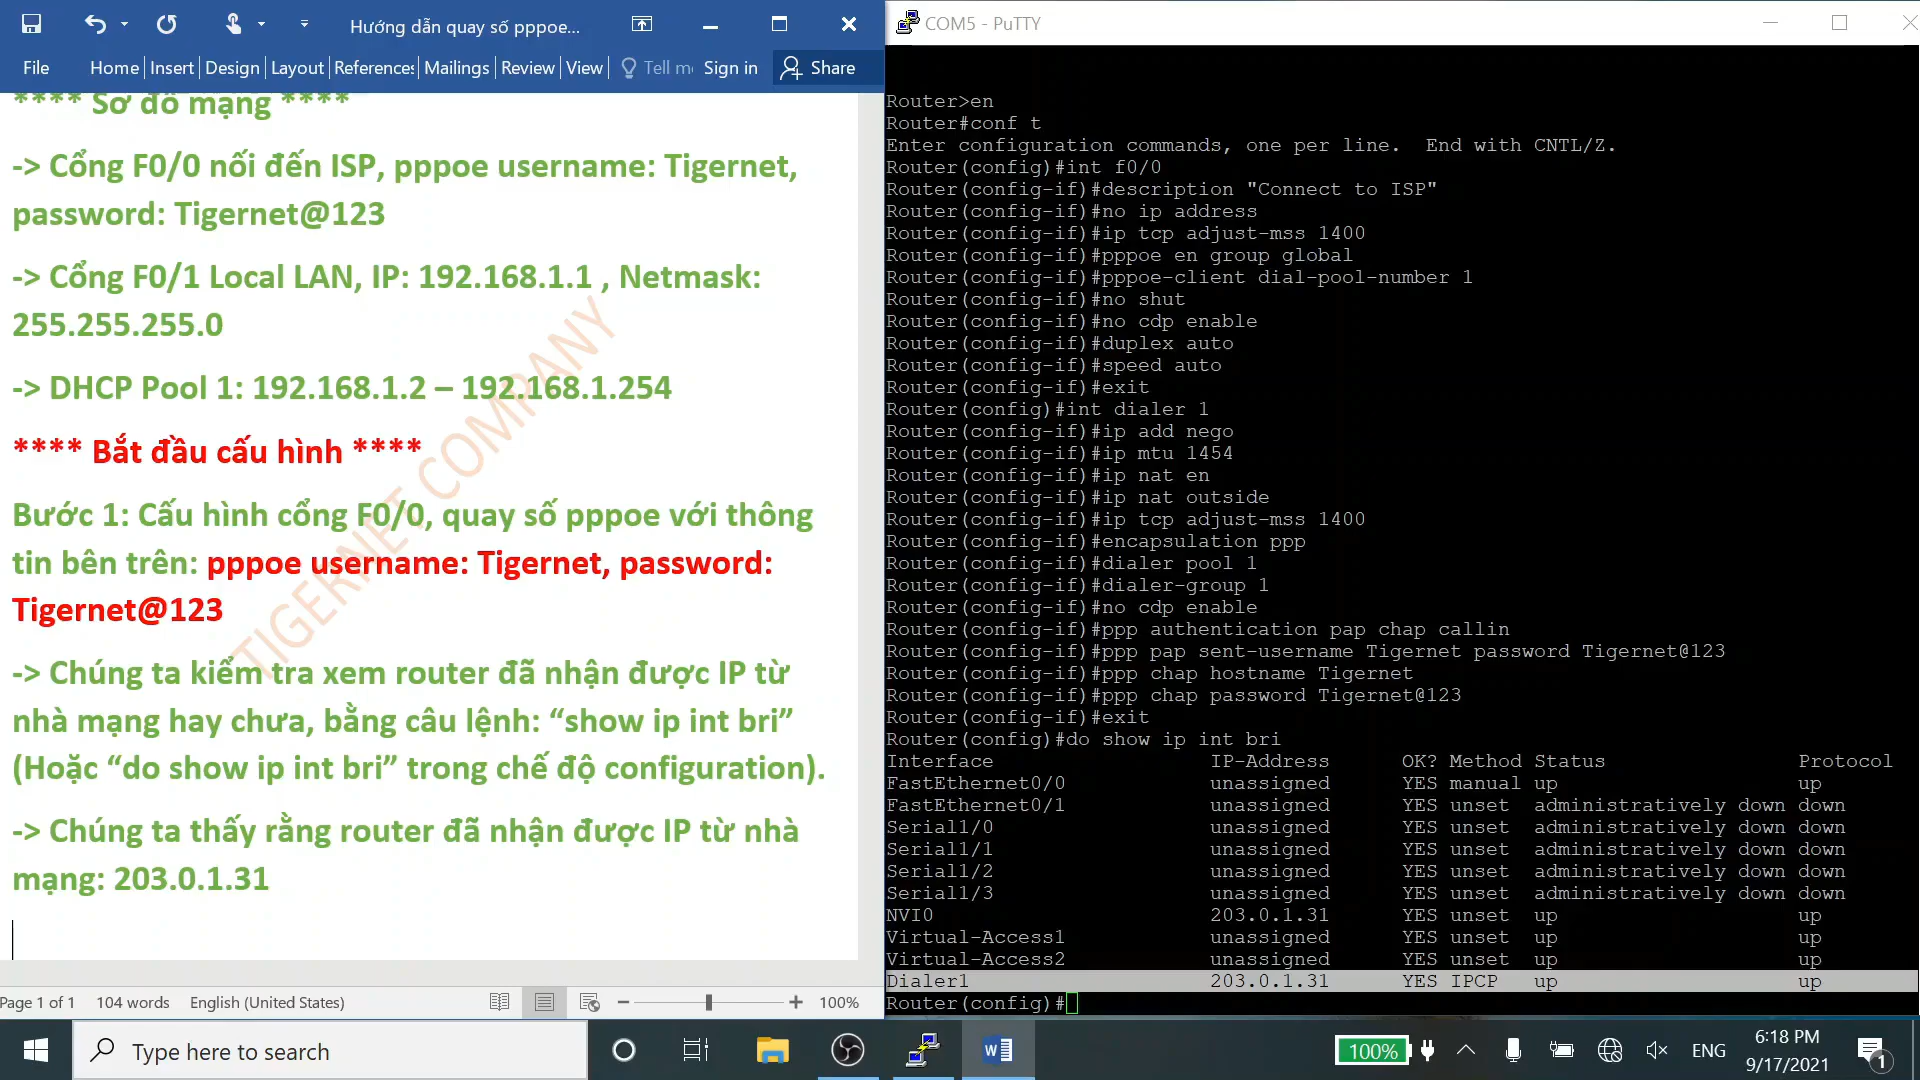 Hướng dẫn quay số pppoe...
File
Home
Insert
Design
Layout
References
Mailings
Review
View
Tell me
Sign in
Share
**** Sơ đồ mạng ****
-> Cổng F0/0 nối đến ISP, pppoe username: Tigernet,
password: Tigernet@123
-> Cổng F0/1 Local LAN, IP: 192.168.1.1 , Netmask:
255.255.255.0
-> DHCP Pool 1: 192.168.1.2 – 192.168.1.254
**** Bắt đầu cấu hình ****
Bước 1: Cấu hình cổng F0/0, quay số pppoe với thông
tin bên trên: pppoe username: Tigernet, password:
Tigernet@123
-> Chúng ta kiểm tra xem router đã nhận được IP từ
nhà mạng hay chưa, bằng câu lệnh: “show ip int bri”
(Hoặc “do show ip int bri” trong chế độ configuration).
-> Chúng ta thấy rằng router đã nhận được IP từ nhà
mạng: 203.0.1.31
TIGERNET COMPANY
Page 1 of 1 104 words English (United States) 100%
COM5 - PuTTY
Router>en
Router#conf t
Enter configuration commands, one per line.  End with CNTL/Z.
Router(config)#int f0/0
Router(config-if)#description "Connect to ISP"
Router(config-if)#no ip address
Router(config-if)#ip tcp adjust-mss 1400
Router(config-if)#pppoe en group global
Router(config-if)#pppoe-client dial-pool-number 1
Router(config-if)#no shut
Router(config-if)#no cdp enable
Router(config-if)#duplex auto
Router(config-if)#speed auto
Router(config-if)#exit
Router(config)#int dialer 1
Router(config-if)#ip add nego
Router(config-if)#ip mtu 1454
Router(config-if)#ip nat en
Router(config-if)#ip nat outside
Router(config-if)#ip tcp adjust-mss 1400
Router(config-if)#encapsulation ppp
Router(config-if)#dialer pool 1
Router(config-if)#dialer-group 1
Router(config-if)#no cdp enable
Router(config-if)#ppp authentication pap chap callin
Router(config-if)#ppp pap sent-username Tigernet password Tigernet@123
Router(config-if)#ppp chap hostname Tigernet
Router(config-if)#ppp chap password Tigernet@123
Router(config-if)#exit
Router(config)#do show ip int bri
Interface IP-Address OK? Method Status Protocol
FastEthernet0/0 unassigned YES manual up up
FastEthernet0/1 unassigned YES unset administratively down down
Serial1/0 unassigned YES unset administratively down down
Serial1/1 unassigned YES unset administratively down down
Serial1/2 unassigned YES unset administratively down down
Serial1/3 unassigned YES unset administratively down down
NVI0 203.0.1.31 YES unset up up
Virtual-Access1 unassigned YES unset up up
Virtual-Access2 unassigned YES unset up up
Dialer1 203.0.1.31 YES IPCP up up
Router(config)#
Type here to search
100%
ENG
6:18 PM
9/17/2021
1